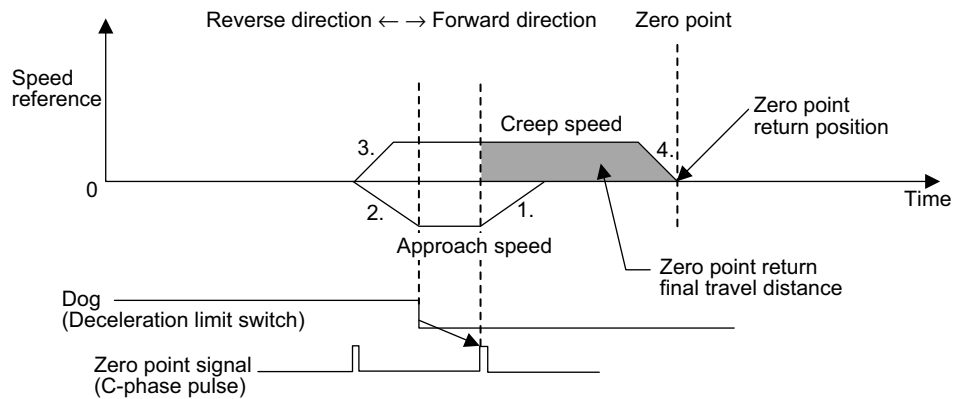 Reverse direction ← → Forward direction
Zero point
Speed
reference
Zero point
return position
Creep speed
3.
4.
0
Time
2.
1.
Approach speed
Zero point return
final travel distance
Dog
(Deceleration limit switch)
Zero point signal
(C-phase pulse)